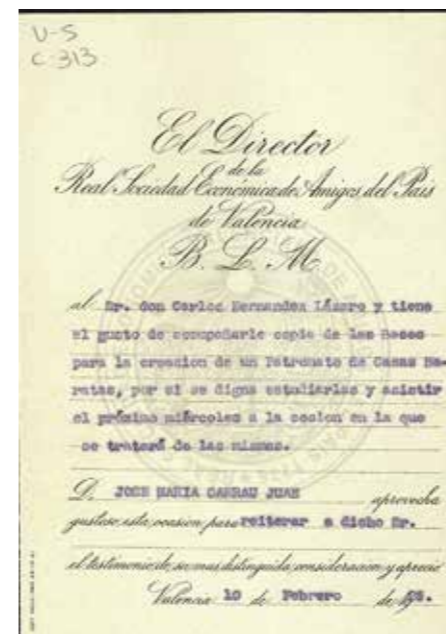 V-5
C-313
El Director
de la
Real Sociedad Económica de Amigos del País
de Valencia
B. L. M.
al Sr. don Carlos Hernandez Lázaro y tiene
el gusto de acompañarle copia de las Bases
para la creacion de un Patronato de Casas Ba-
ratas, por si se digna estudiarlas y asistir
el próximo miércoles a la sesion en la que
se tratará de las mismas.
D. JOSE MARIA CARRAU JUAN aprovecha
gustoso esta ocasión para reiterar a dicho Sr.
el testimonio de su mas distinguida consideracion y aprecio
Valencia 10 de Febrero de 19